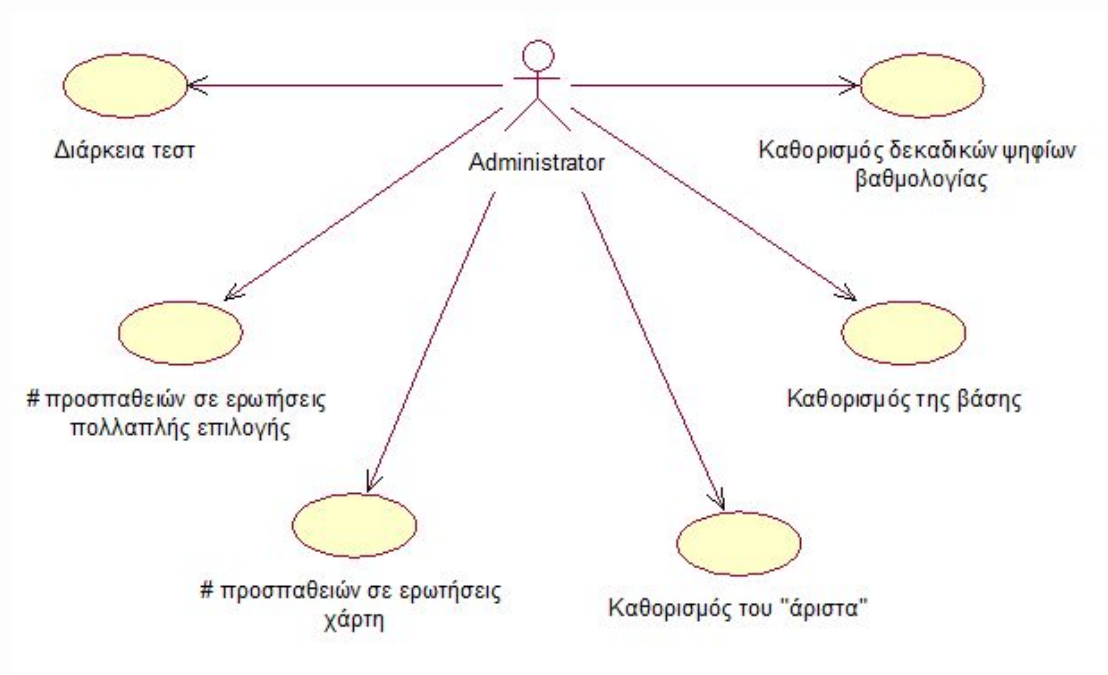 Administrator
Διάρκεια τεστ
Καθορισμός δεκαδικών ψηφίων
βαθμολογίας
# προσπαθειών σε ερωτήσεις
πολλαπλής επιλογής
Καθορισμός της βάσης
# προσπαθειών σε ερωτήσεις
χάρτη
Καθορισμός του "άριστα"